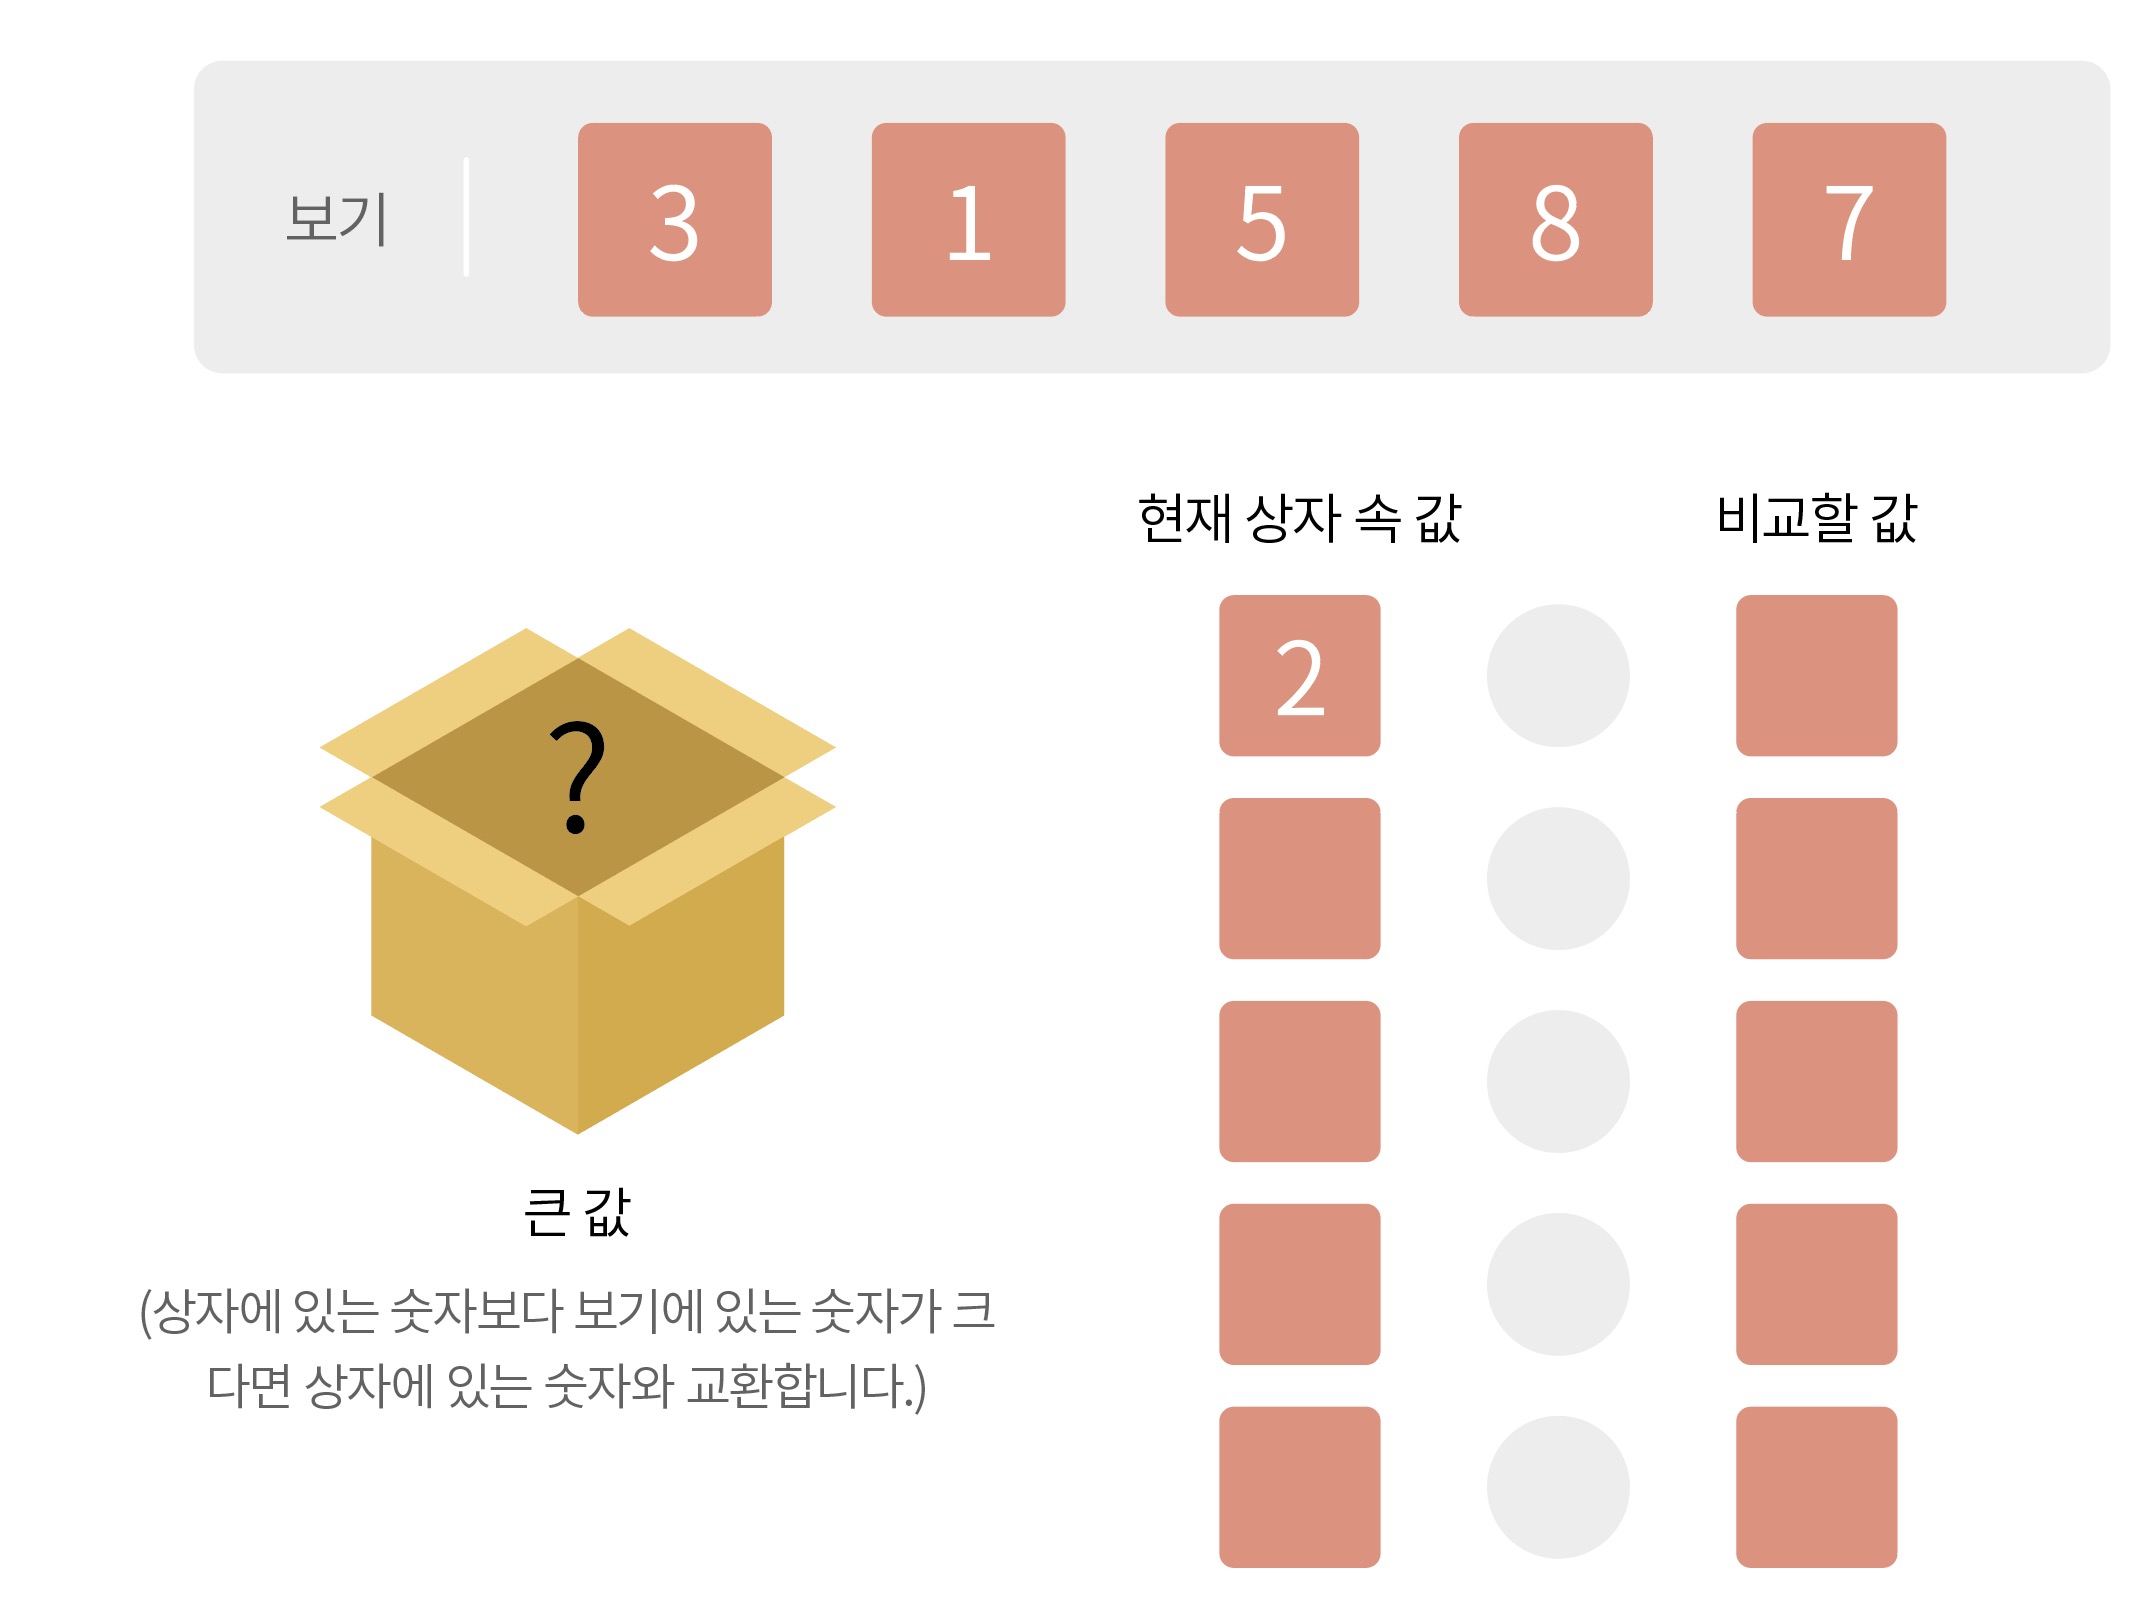 보기 3 1 5 8 7
현재 상자 속 값 비교할 값
2
?
큰 값
(상자에 있는 숫자보다 보기에 있는 숫자가 크
다면 상자에 있는 숫자와 교환합니다.)